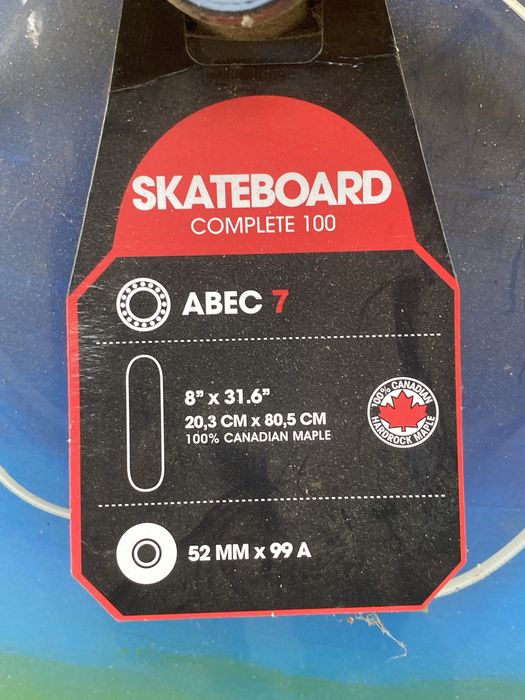 SKATEBOARD
COMPLETE 100
ABEC 7
8" x 31.6"
20,3 CM x 80,5 CM
100% CANADIAN MAPLE
100% CANADIAN
HARDROCK MAPLE
52 MM x 99 A